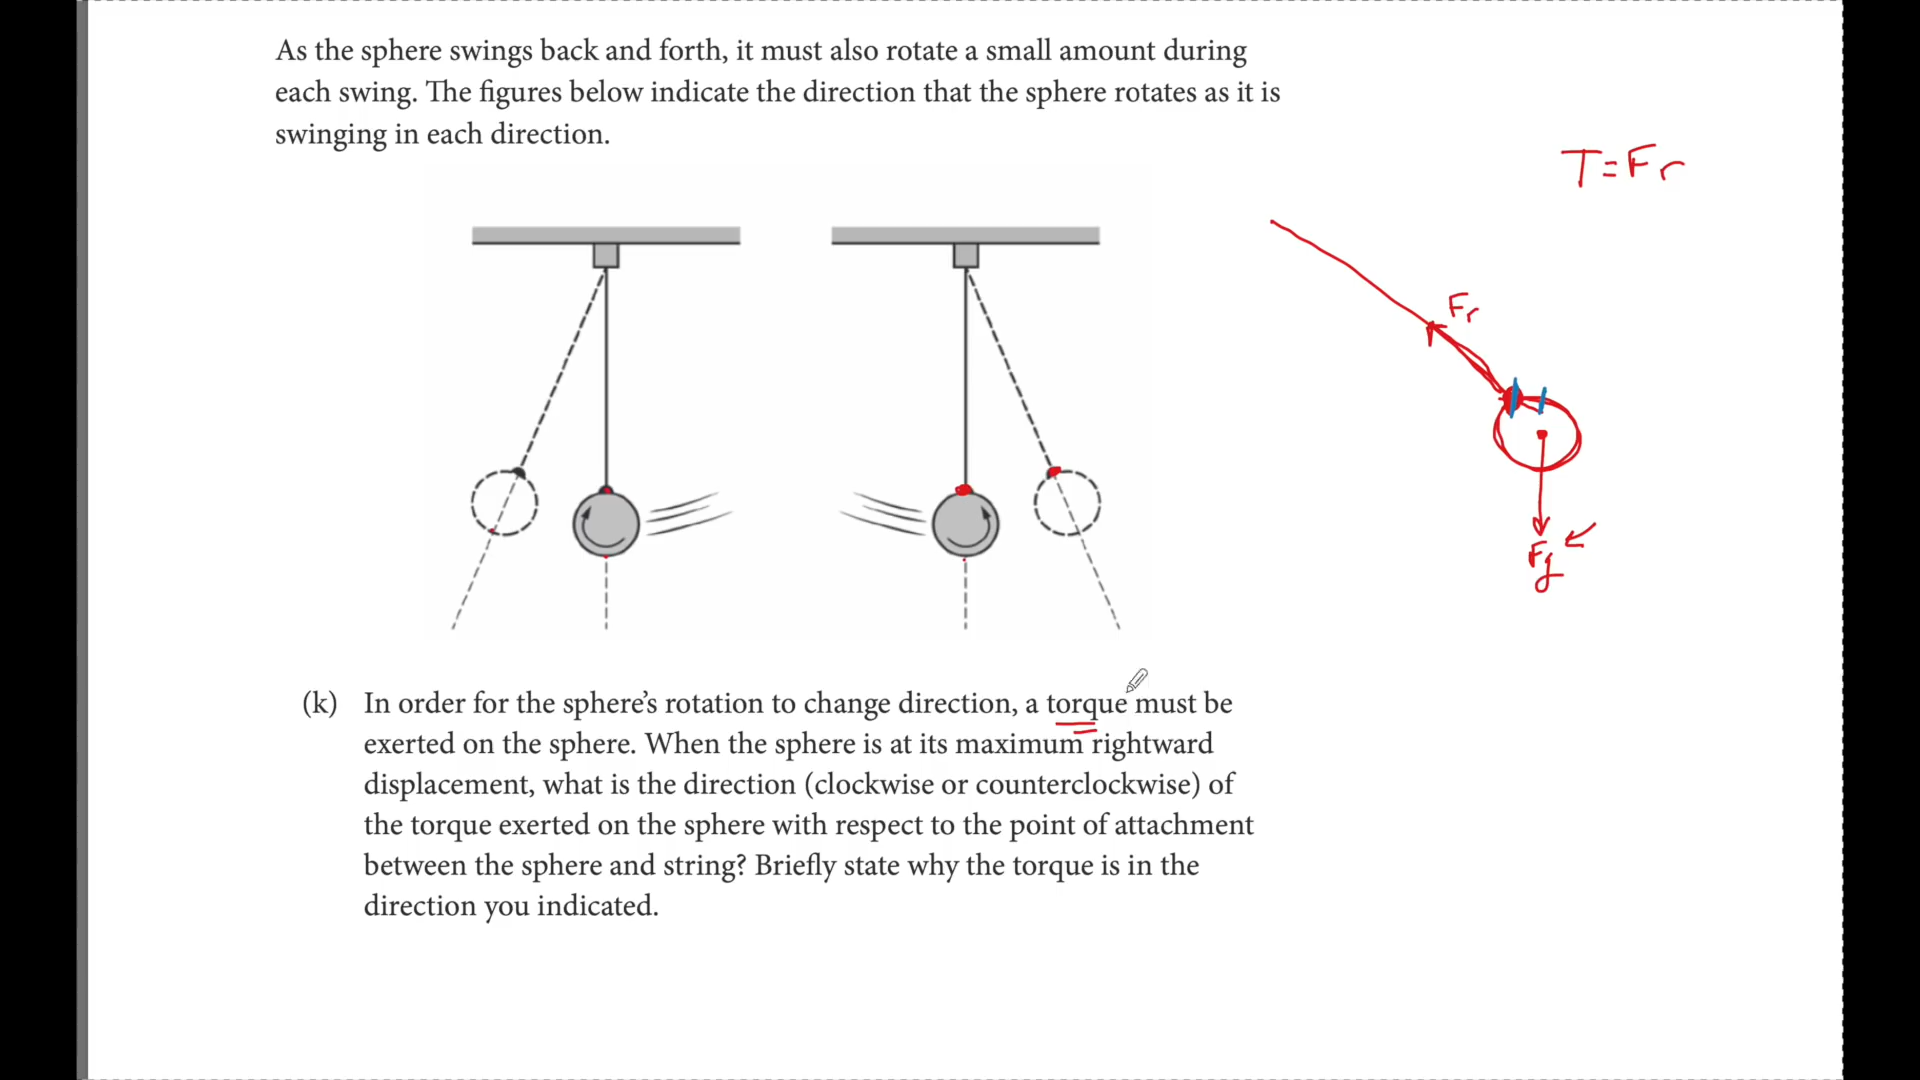 As the sphere swings back and forth, it must also rotate a small amount during
each swing. The figures below indicate the direction that the sphere rotates as it is
swinging in each direction.
T=Fr
Fr
Fg
(k) In order for the sphere's rotation to change direction, a torque must be
exerted on the sphere. When the sphere is at its maximum rightward
displacement, what is the direction (clockwise or counterclockwise) of
the torque exerted on the sphere with respect to the point of attachment
between the sphere and string? Briefly state why the torque is in the
direction you indicated.